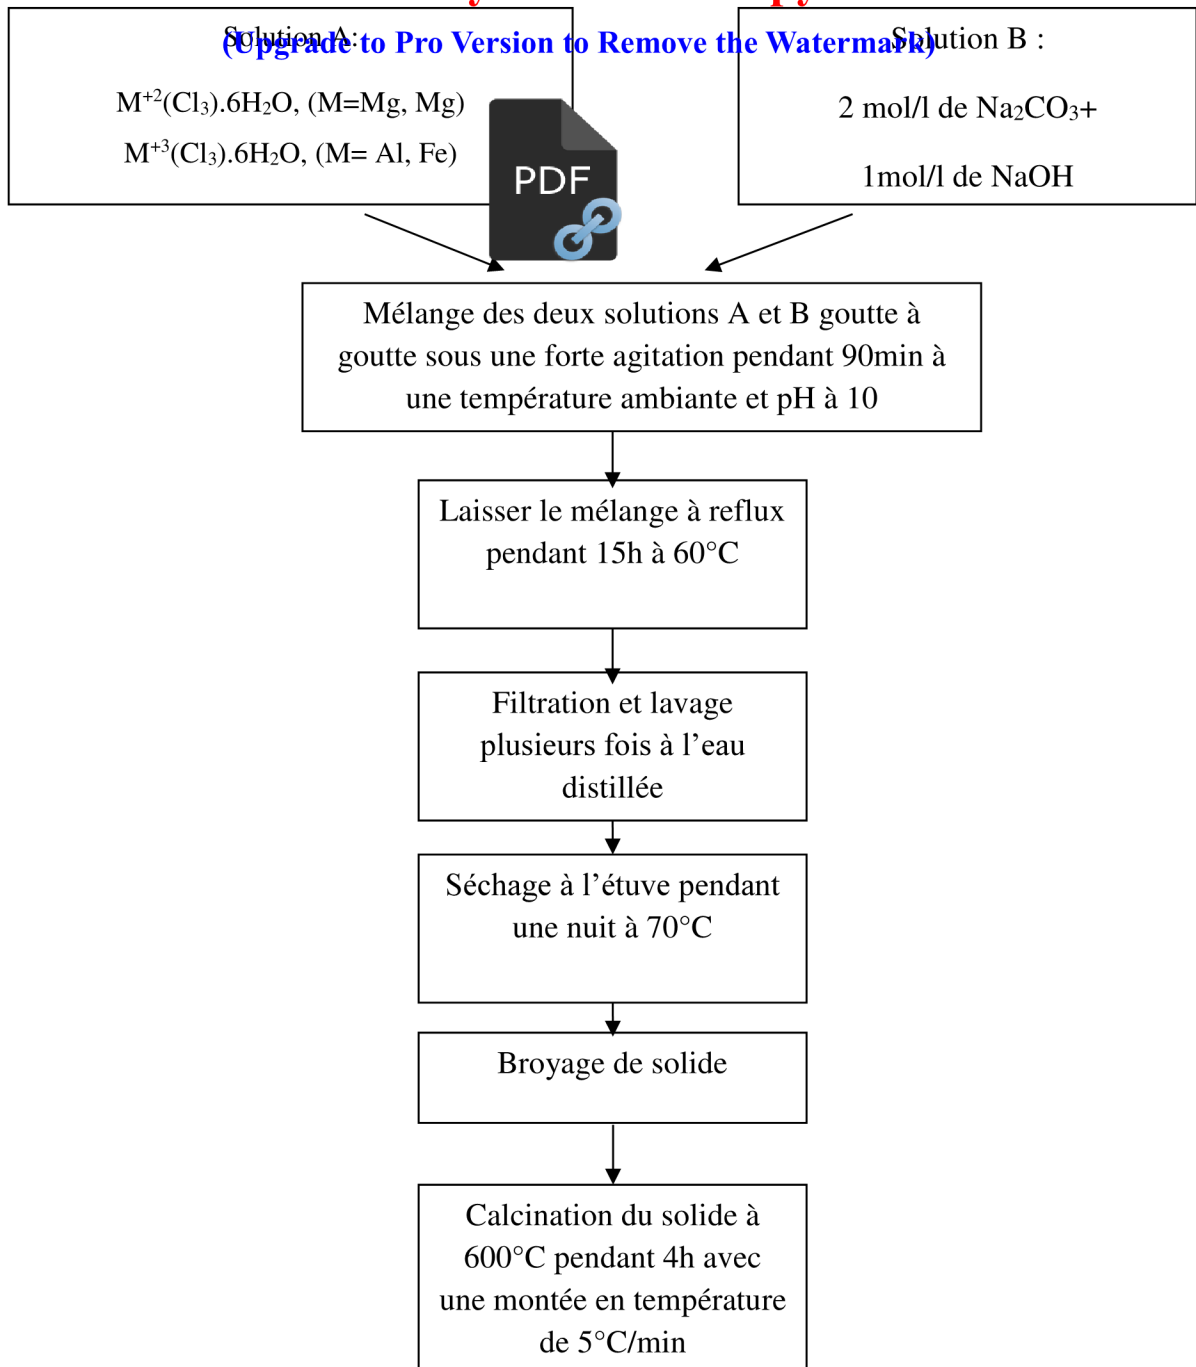 Solution A:
(Upgrade to Pro Version to Remove the Watermark)
Solution B :
M+2(Cl3).6H2O, (M=Mg, Mg)
M+3(Cl3).6H2O, (M= Al, Fe)
2 mol/l de Na2CO3+
1mol/l de NaOH
PDF
Mélange des deux solutions A et B goutte à
goutte sous une forte agitation pendant 90min à
une température ambiante et pH à 10
Laisser le mélange à reflux
pendant 15h à 60°C
Filtration et lavage
plusieurs fois à l’eau
distillée
Séchage à l’étuve pendant
une nuit à 70°C
Broyage de solide
Calcination du solide à
600°C pendant 4h avec
une montée en température
de 5°C/min